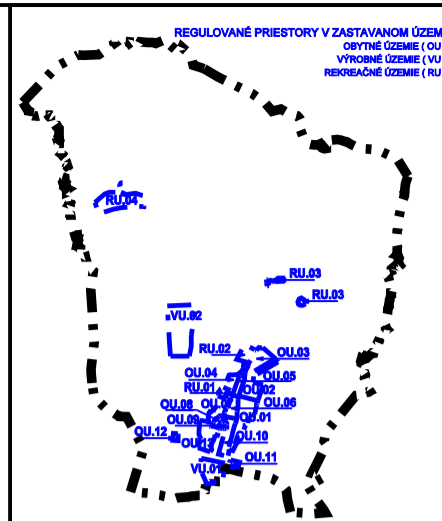 REGULOVANÉ PRIESTORY V ZASTAVANOM ÚZEM
OBYTNÉ ÚZEMIE ( OU
VÝROBNÉ ÚZEMIE ( VU
REKREAČNÉ ÚZEMIE ( RU
RU.04
RU.03
RU.03
VU.02
RU.02
OU.03
OU.04
OU.05
RU.01
OU.02
OU.08
OU.06
OU.09
OU.01
OU.12
OU.10
OU.11
VU.01